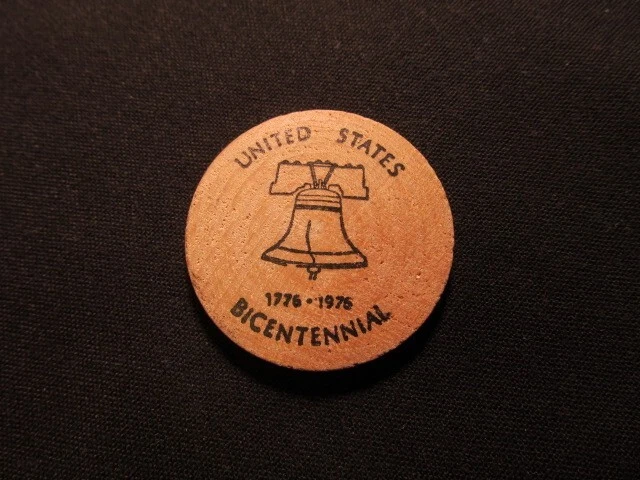 UNITED STATES
1776 • 1976
BICENTENNIAL